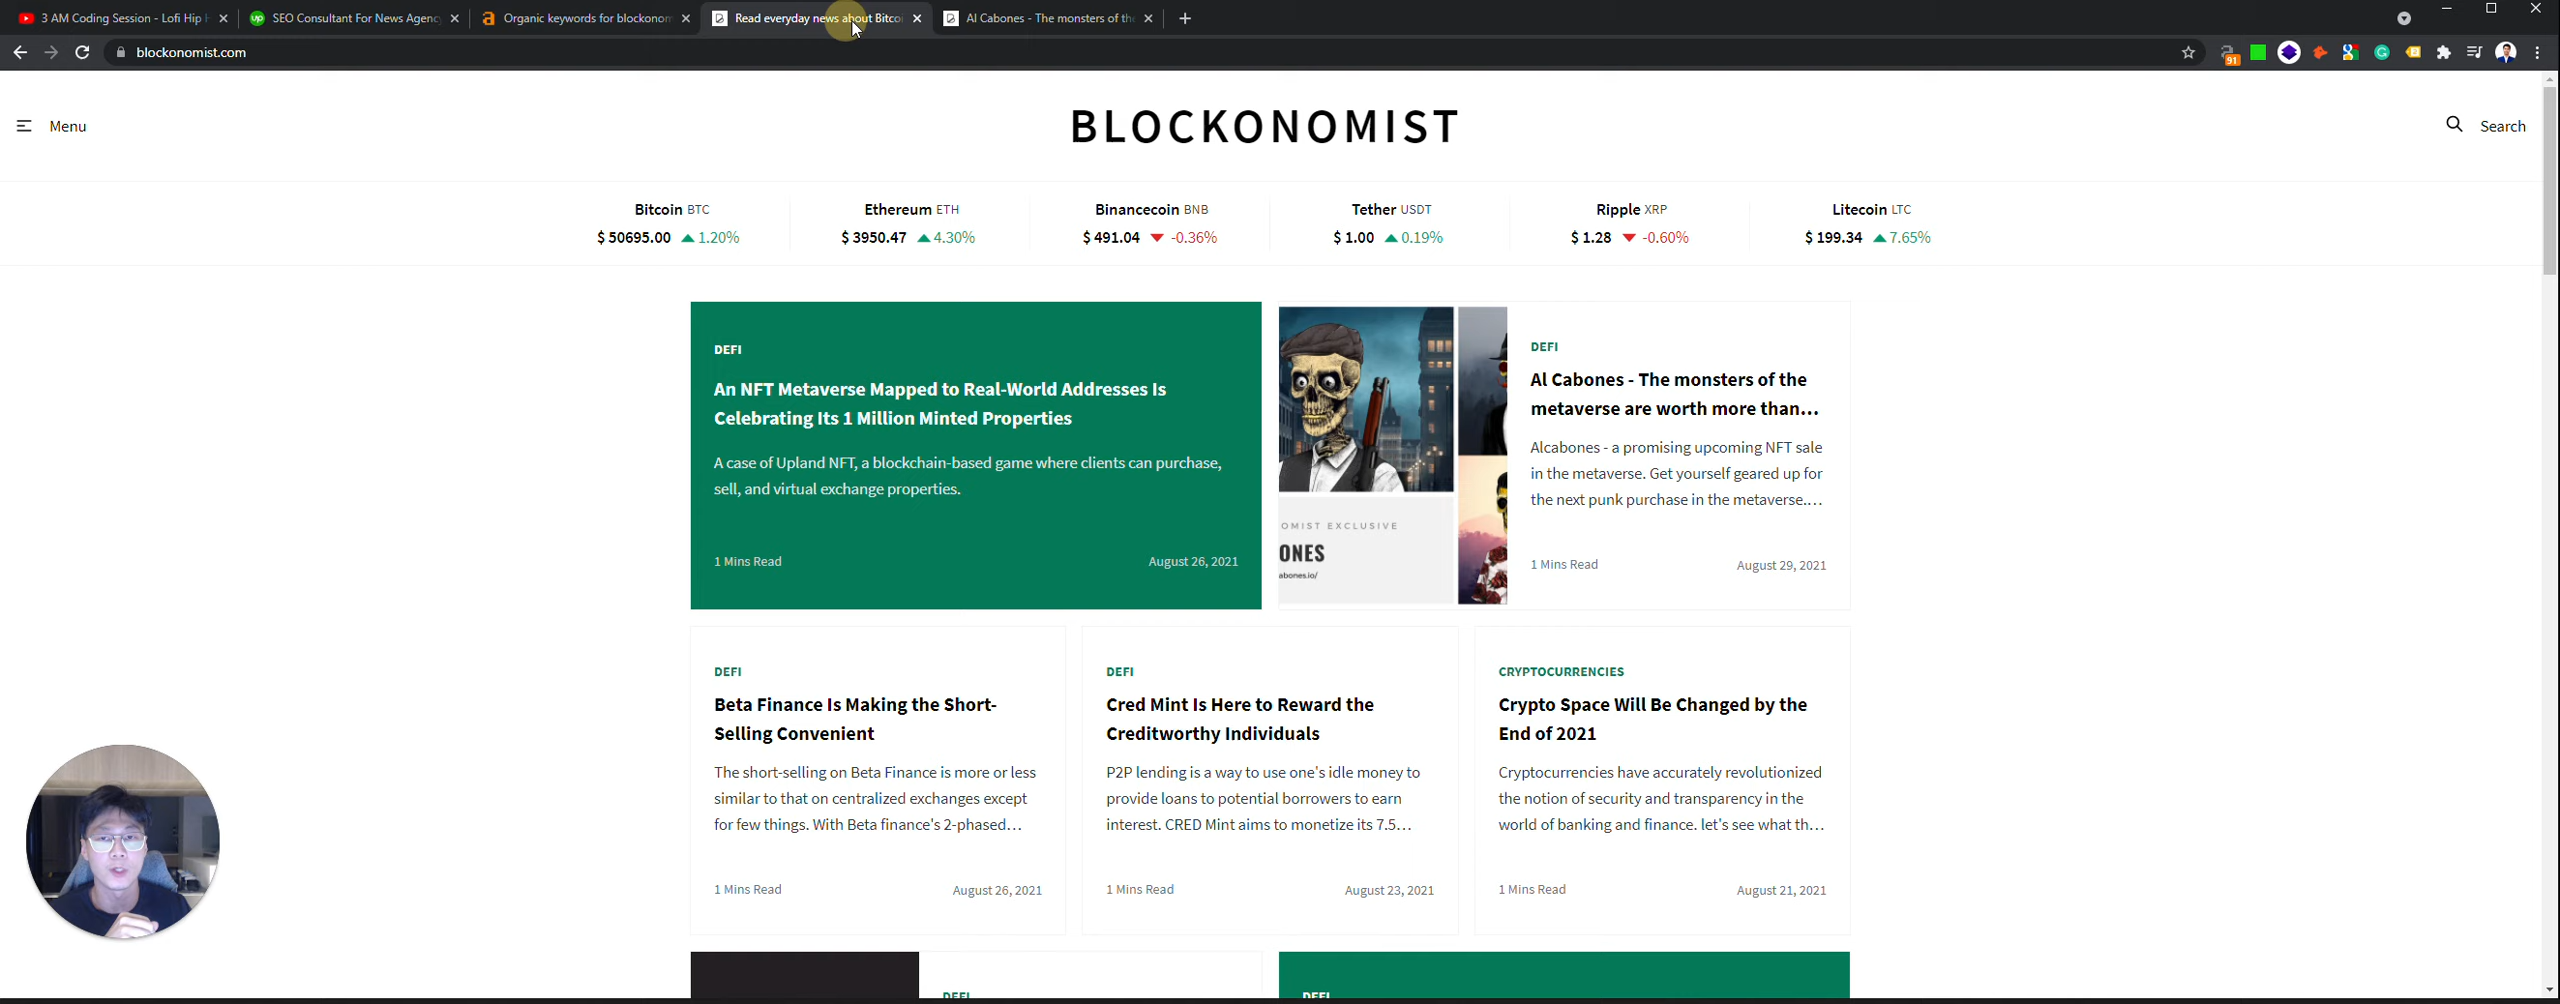 3 AM Coding Session - Lofi Hip H
SEO Consultant For News Agency
Organic keywords for blockonom
Read everyday news about Bitcoi
Al Cabones - The monsters of the
blockonomist.com
91
Menu
BLOCKONOMIST
Search
Bitcoin BTC
$ 50695.00 1.20%
Ethereum ETH
$ 3950.47 4.30%
Binancecoin BNB
$ 491.04 -0.36%
Tether USDT
$ 1.00 0.19%
Ripple XRP
$ 1.28 -0.60%
Litecoin LTC
$ 199.34 7.65%
DEFI
An NFT Metaverse Mapped to Real-World Addresses Is
Celebrating Its 1 Million Minted Properties
A case of Upland NFT, a blockchain-based game where clients can purchase,
sell, and virtual exchange properties.
1 Mins Read
August 26, 2021
OMIST EXCLUSIVE
ONES
abones.io/
DEFI
Al Cabones - The monsters of the
metaverse are worth more than...
Alcabones - a promising upcoming NFT sale
in the metaverse. Get yourself geared up for
the next punk purchase in the metaverse....
1 Mins Read
August 29, 2021
DEFI
Beta Finance Is Making the Short-
Selling Convenient
The short-selling on Beta Finance is more or less
similar to that on centralized exchanges except
for few things. With Beta finance's 2-phased...
1 Mins Read
August 26, 2021
DEFI
Cred Mint Is Here to Reward the
Creditworthy Individuals
P2P lending is a way to use one's idle money to
provide loans to potential borrowers to earn
interest. CRED Mint aims to monetize its 7.5...
1 Mins Read
August 23, 2021
CRYPTOCURRENCIES
Crypto Space Will Be Changed by the
End of 2021
Cryptocurrencies have accurately revolutionized
the notion of security and transparency in the
world of banking and finance. let's see what th...
1 Mins Read
August 21, 2021
DEFI
DEFI